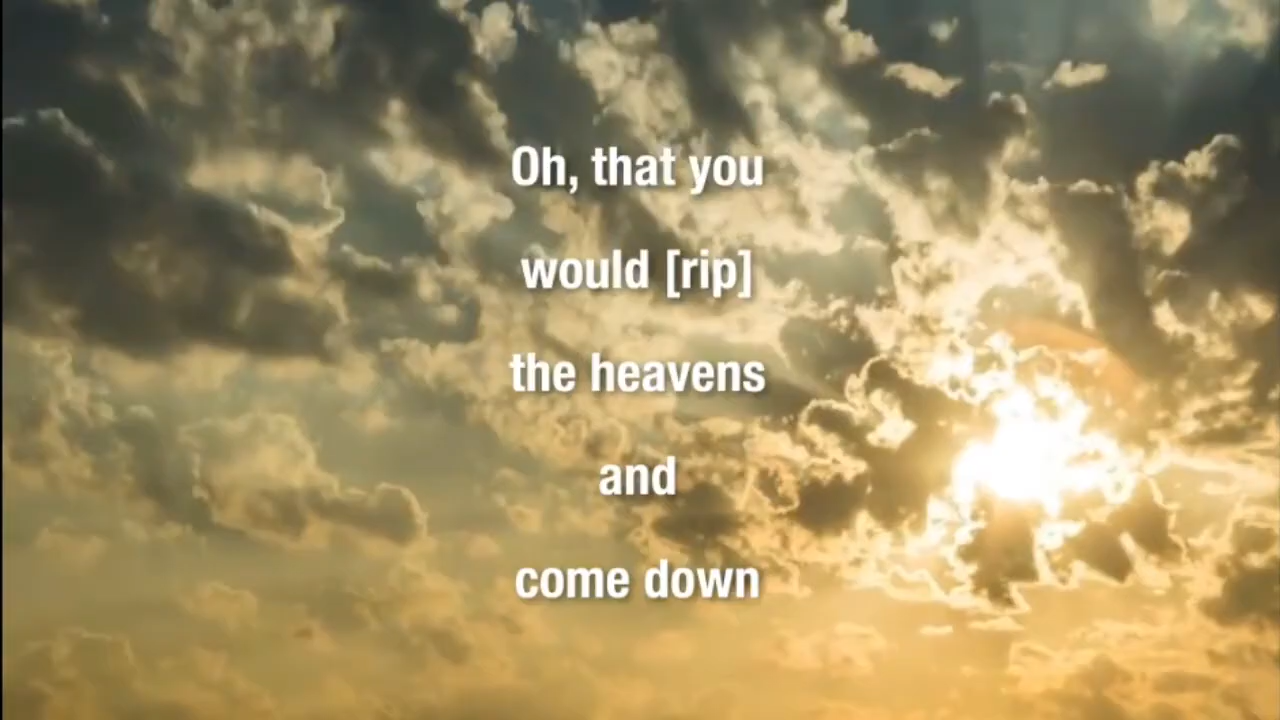 Oh, that you
would [rip]
the heavens
and
come down